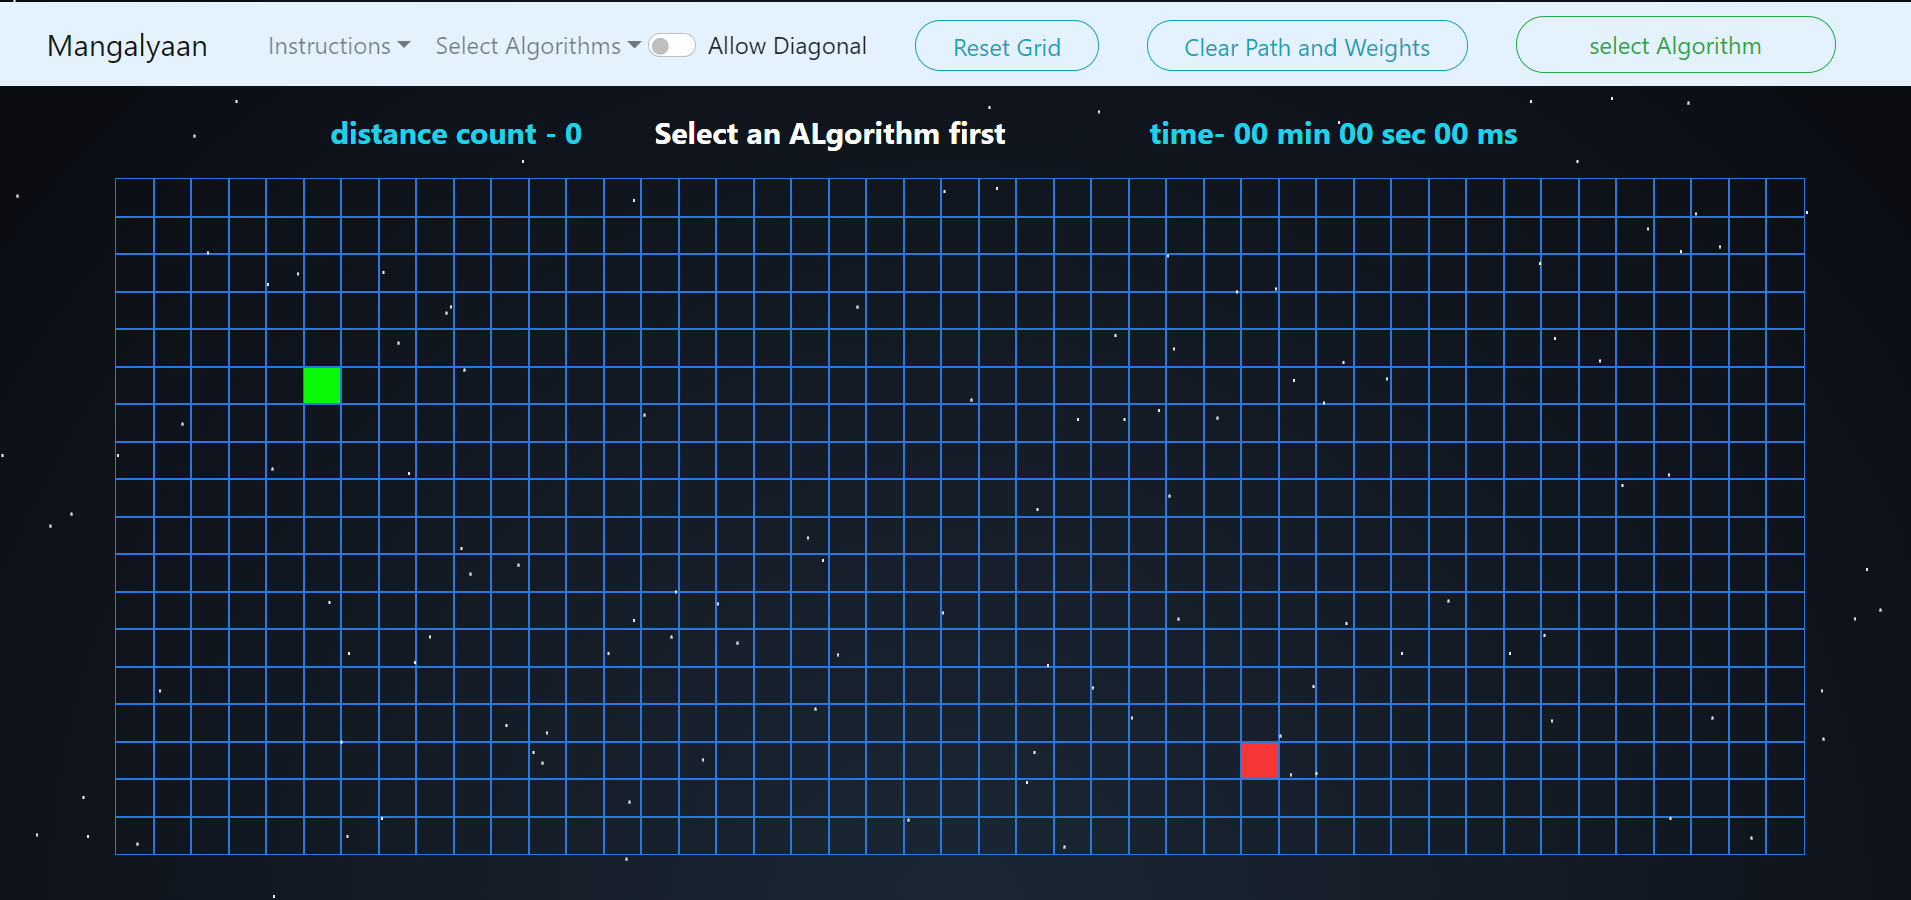 Mangalyaan Instructions Select Algorithms Allow Diagonal Reset Grid Clear Path and Weights select Algorithm
distance count - 0 Select an ALgorithm first time- 00 min 00 sec 00 ms